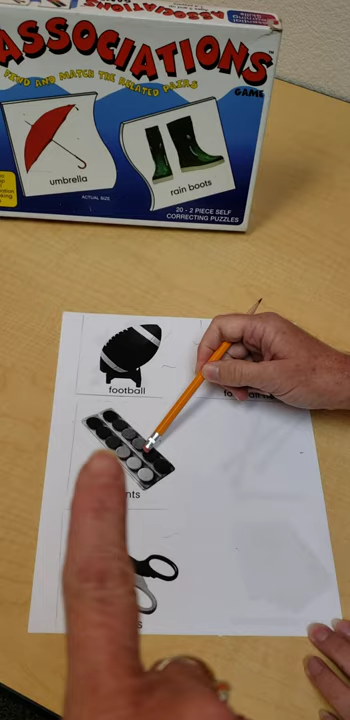 ASSOCIATIONS
GAME
FIND AND MATCH THE RELATED PAIRS
umbrella
rain boots
ACTUAL SIZE
20 - 2 PIECE SELF
CORRECTING PUZZLES
football